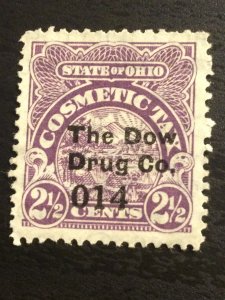 STATE OF OHIO
COSMETIC TAX
The Dow
Drug Co.
014
2½ 2½
CENTS